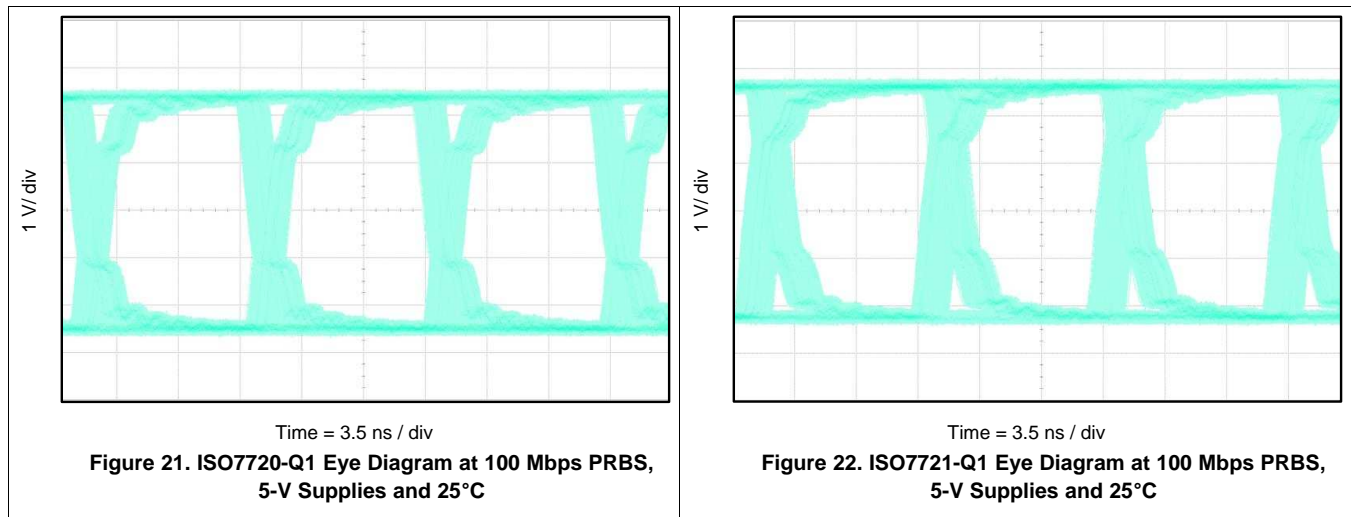 1 V/ div
Time = 3.5 ns / div
Figure 21. ISO7720-Q1 Eye Diagram at 100 Mbps PRBS,
5-V Supplies and 25°C
1 V/ div
Time = 3.5 ns / div
Figure 22. ISO7721-Q1 Eye Diagram at 100 Mbps PRBS,
5-V Supplies and 25°C